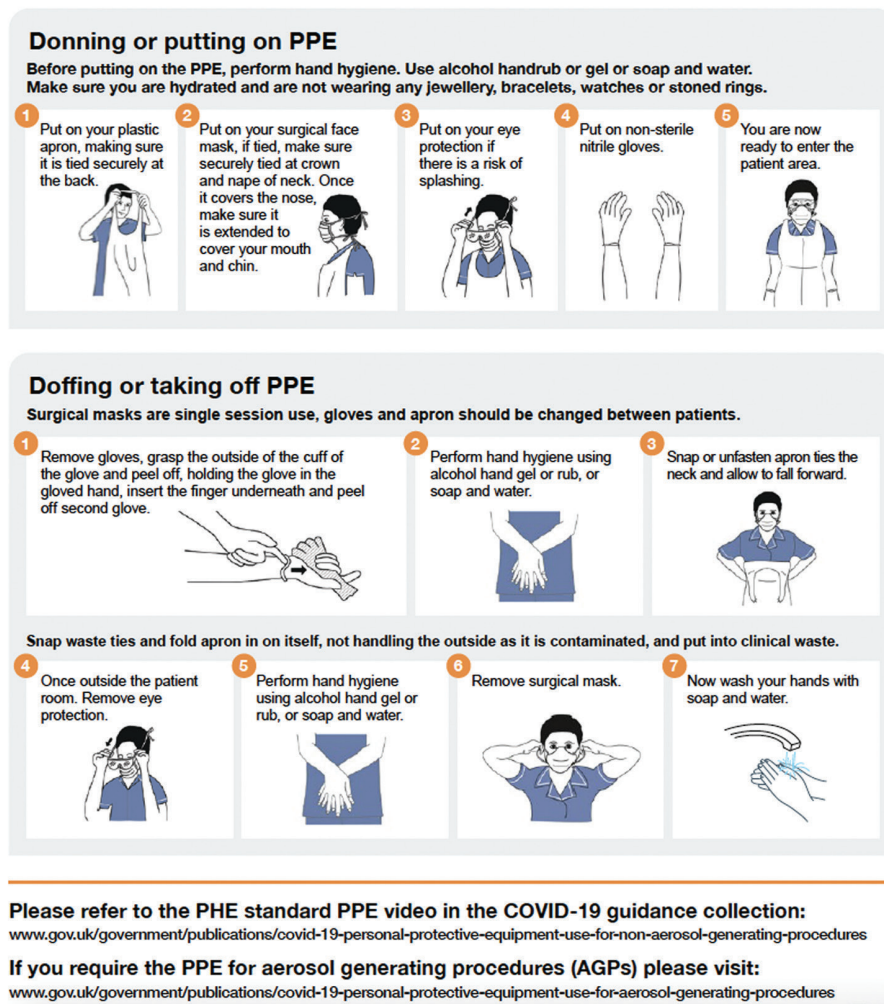 Donning or putting on PPE
Before putting on the PPE, perform hand hygiene. Use alcohol handrub or gel or soap and water.
Make sure you are hydrated and are not wearing any jewellery, bracelets, watches or stoned rings.
1
Put on your plastic
apron, making sure
it is tied securely at
the back.
2
Put on your surgical face
mask, if tied, make sure
securely tied at crown
and nape of neck. Once
it covers the nose,
make sure it
is extended to
cover your mouth
and chin.
3
Put on your eye
protection if
there is a risk of
splashing.
4
Put on non-sterile
nitrile gloves.
5
You are now
ready to enter the
patient area.
Doffing or taking off PPE
Surgical masks are single session use, gloves and apron should be changed between patients.
1
Remove gloves, grasp the outside of the cuff of
the glove and peel off, holding the glove in the
gloved hand, insert the finger underneath and peel
off second glove.
2
Perform hand hygiene using
alcohol hand gel or rub, or
soap and water.
3
Snap or unfasten apron ties the
neck and allow to fall forward.
Snap waste ties and fold apron in on itself, not handling the outside as it is contaminated, and put into clinical waste.
4
Once outside the patient
room. Remove eye
protection.
5
Perform hand hygiene
using alcohol hand gel or
rub, or soap and water.
6
Remove surgical mask.
7
Now wash your hands with
soap and water.
Please refer to the PHE standard PPE video in the COVID-19 guidance collection:
www.gov.uk/government/publications/covid-19-personal-protective-equipment-use-for-non-aerosol-generating-procedures
If you require the PPE for aerosol generating procedures (AGPs) please visit:
www.gov.uk/government/publications/covid-19-personal-protective-equipment-use-for-aerosol-generating-procedures